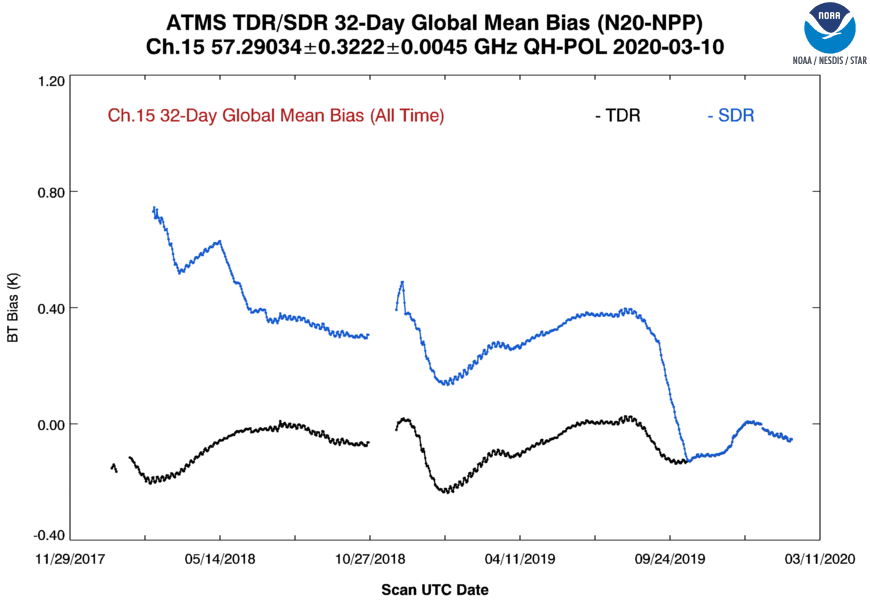 ATMS TDR/SDR 32-Day Global Mean Bias (N20-NPP)
Ch.15 57.29034±0.3222±0.0045 GHz QH-POL 2020-03-10
NOAA
NOAA / NESDIS / STAR
Ch.15 32-Day Global Mean Bias (All Time)
- TDR
- SDR
BT Bias (K)
1.20
0.80
0.40
0.00
-0.40
11/29/2017
05/14/2018
10/27/2018
04/11/2019
09/24/2019
03/11/2020
Scan UTC Date